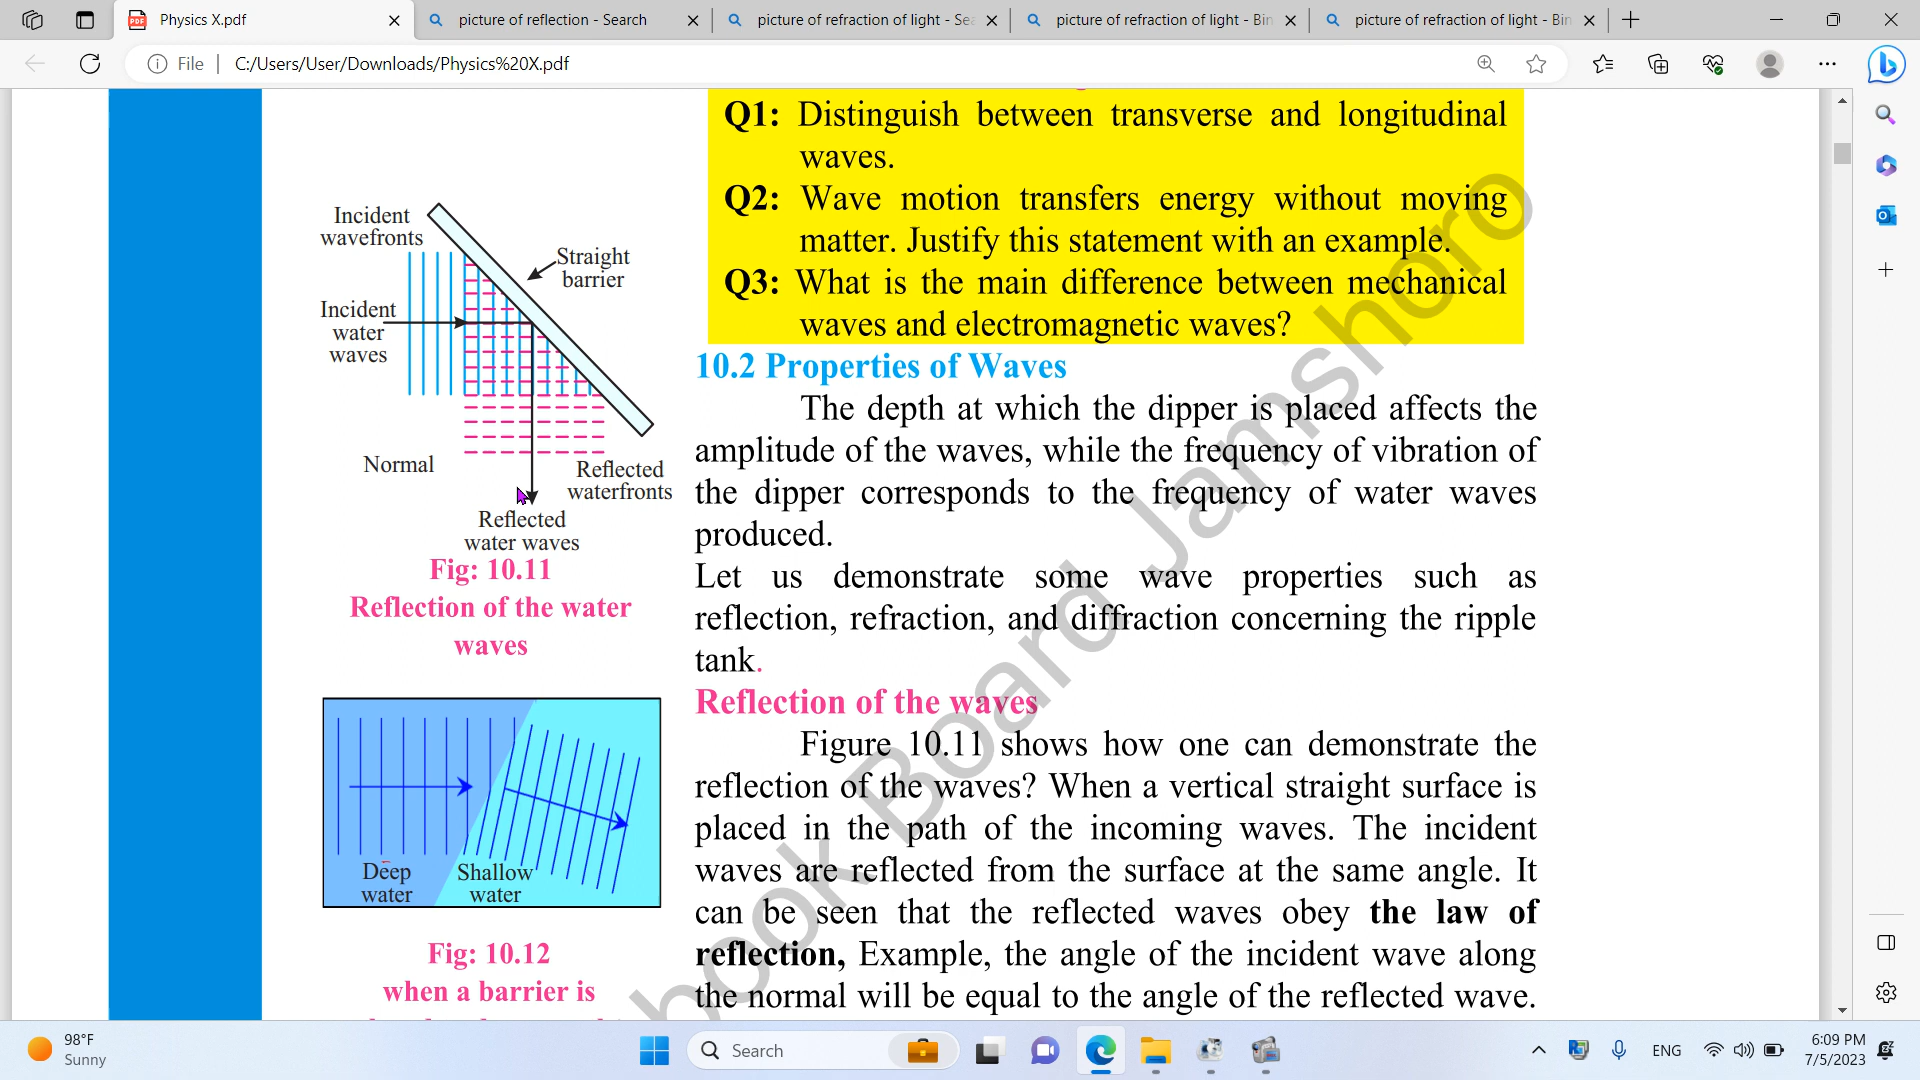 Physics X.pdf
picture of reflection - Search
picture of refraction of light - Sea
picture of refraction of light - Bin
picture of refraction of light - Bin
File
C:/Users/User/Downloads/Physics%20X.pdf
Q1: Distinguish between transverse and longitudinal
waves.
Q2: Wave motion transfers energy without moving
matter. Justify this statement with an example.
Q3: What is the main difference between mechanical
waves and electromagnetic waves?
10.2 Properties of Waves
The depth at which the dipper is placed affects the
amplitude of the waves, while the frequency of vibration of
the dipper corresponds to the frequency of water waves
produced.
Let us demonstrate some wave properties such as
reflection, refraction, and diffraction concerning the ripple
tank.
Reflection of the waves
Figure 10.11 shows how one can demonstrate the
reflection of the waves? When a vertical straight surface is
placed in the path of the incoming waves. The incident
waves are reflected from the surface at the same angle. It
can be seen that the reflected waves obey the law of
reflection, Example, the angle of the incident wave along
the normal will be equal to the angle of the reflected wave.
Incident
wavefronts
Straight
barrier
Incident
water
waves
Normal
Reflected
waterfronts
Reflected
water waves
Fig: 10.11
Reflection of the water
waves
Deep
water
Shallow
water
Fig: 10.12
when a barrier is
book Board Jamshoro
98°F
Sunny
Search
ENG
6:09 PM
7/5/2023